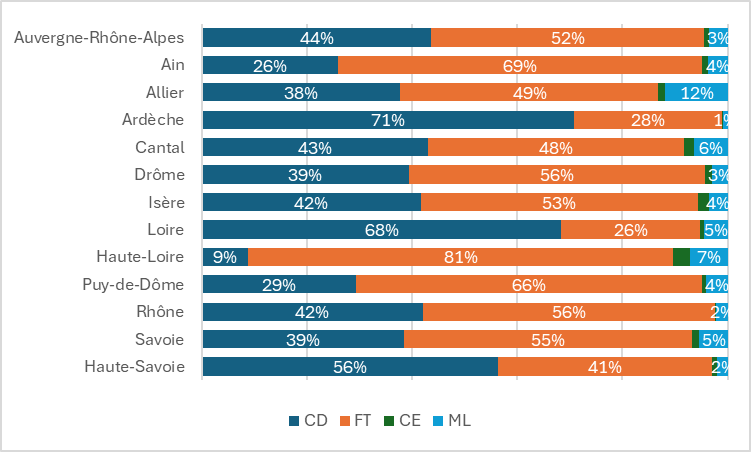 Auvergne-Rhône-Alpes 44% 52% 3%
Ain 26% 69% 4%
Allier 38% 49% 12%
Ardèche 71% 28% 1%
Cantal 43% 48% 6%
Drôme 39% 56% 3%
Isère 42% 53% 4%
Loire 68% 26% 5%
Haute-Loire 9% 81% 7%
Puy-de-Dôme 29% 66% 4%
Rhône 42% 56% 2%
Savoie 39% 55% 5%
Haute-Savoie 56% 41% 2%
CD FT CE ML